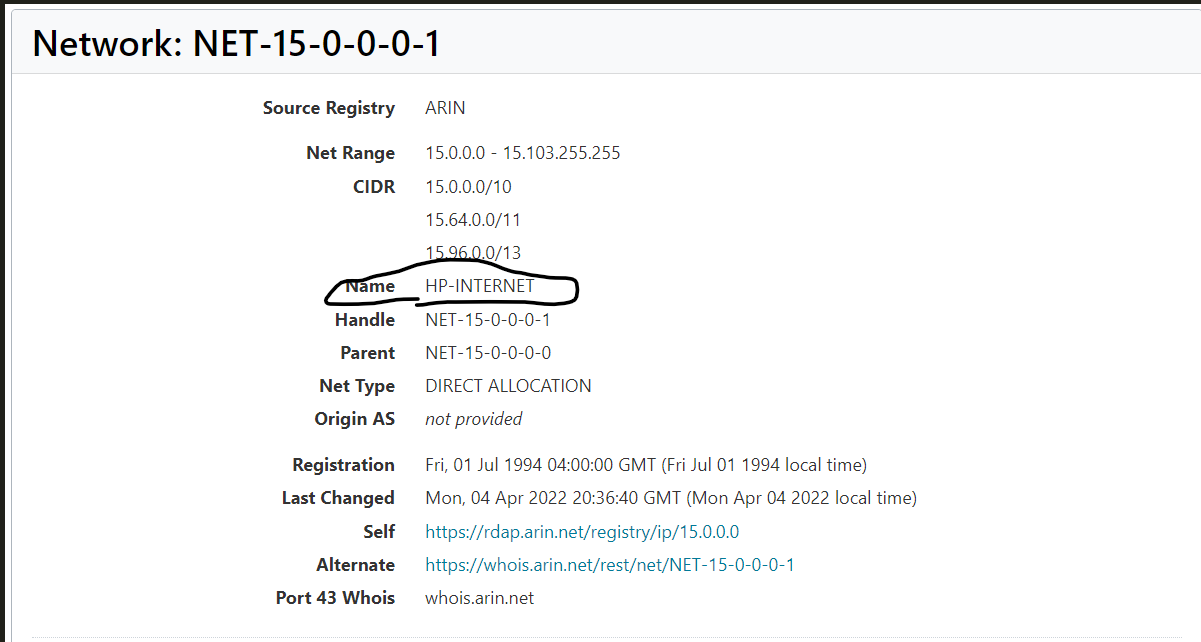 Network: NET-15-0-0-0-1
Source Registry ARIN
Net Range 15.0.0.0 - 15.103.255.255
CIDR 15.0.0.0/10
15.64.0.0/11
15.96.0.0/13
Name HP-INTERNET
Handle NET-15-0-0-0-1
Parent NET-15-0-0-0-0
Net Type DIRECT ALLOCATION
Origin AS not provided
Registration Fri, 01 Jul 1994 04:00:00 GMT (Fri Jul 01 1994 local time)
Last Changed Mon, 04 Apr 2022 20:36:40 GMT (Mon Apr 04 2022 local time)
Self https://rdap.arin.net/registry/ip/15.0.0.0
Alternate https://whois.arin.net/rest/net/NET-15-0-0-0-1
Port 43 Whois whois.arin.net